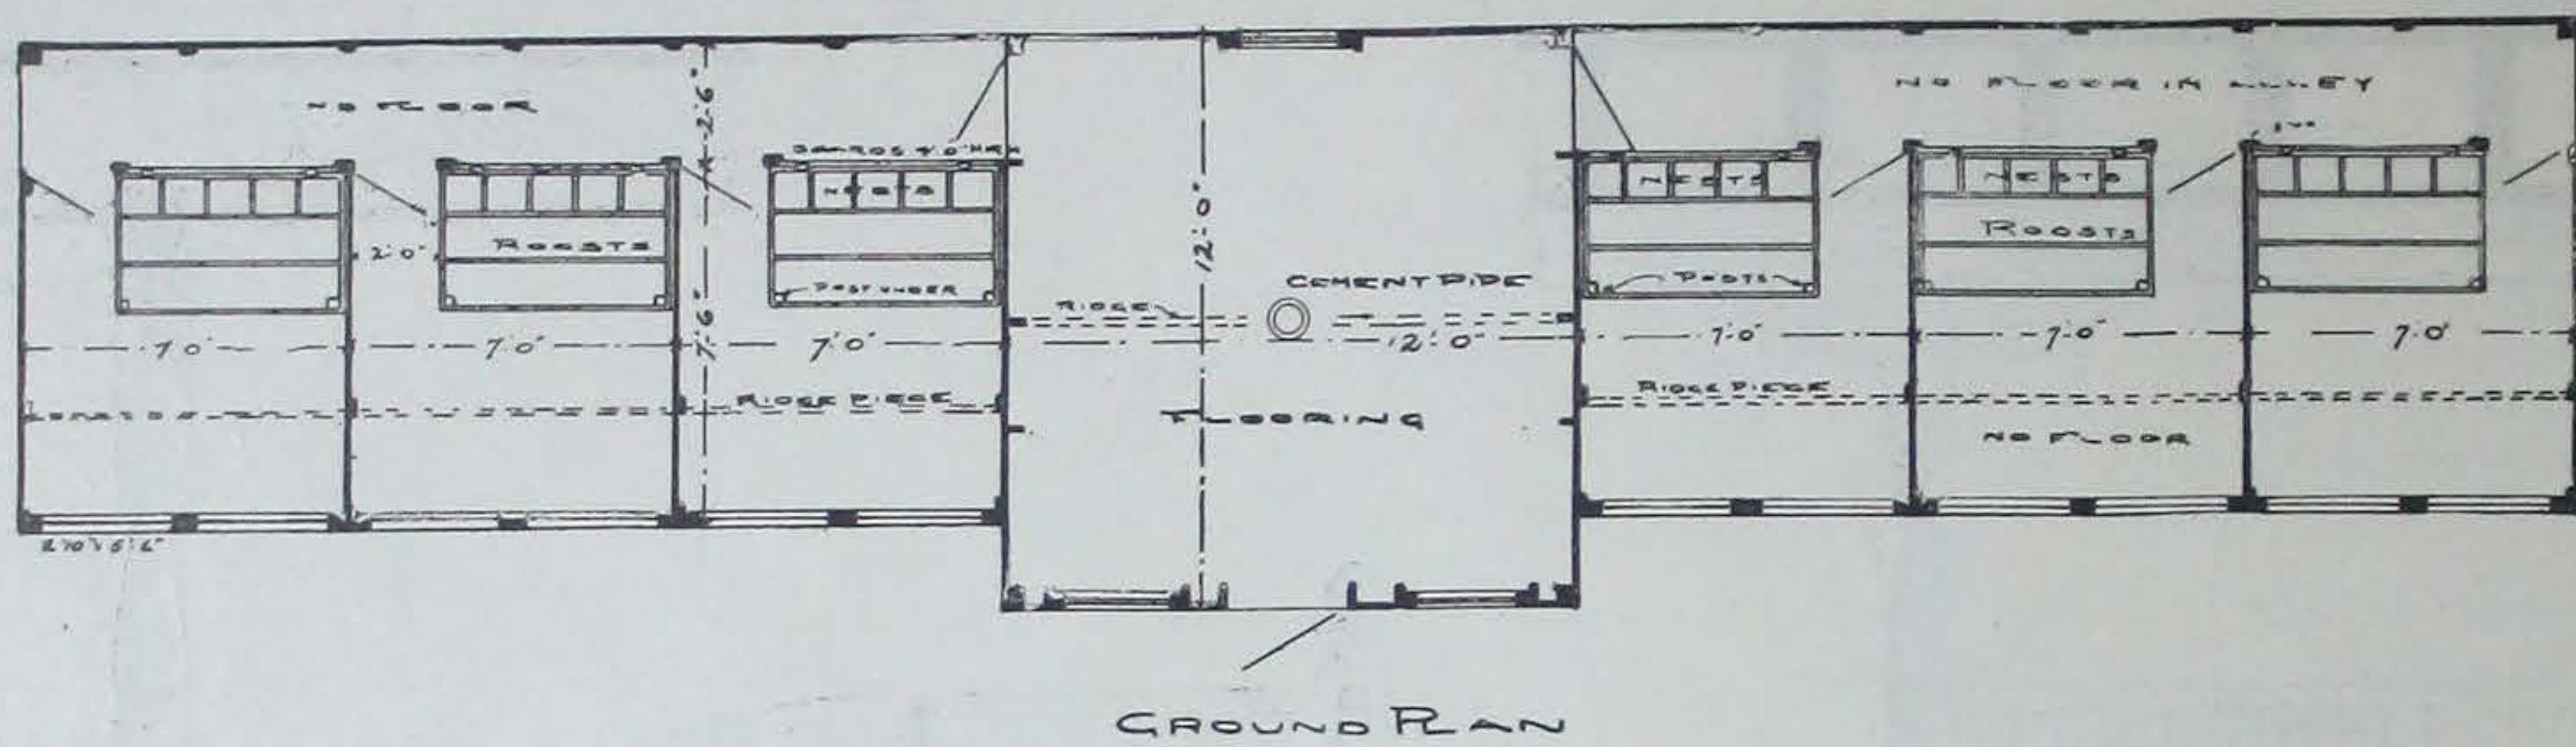 NO FLOOR
NO FLOOR IN ALLEY
2'-6"
BOARDS 4'0" HIGH
NESTS
NESTS
NESTS
12'-0"
2'-0"
ROOSTS
ROOSTS
POST UNDER
POSTS
CEMENT PIPE
RIDGE
7'0"
7'0"
7'-6"
7'0"
12'-0"
7'-0"
7'-0"
7'-0"
RIDGE PIECE
RIDGE PIECE
FLOORING
NO FLOOR
GROUND PLAN